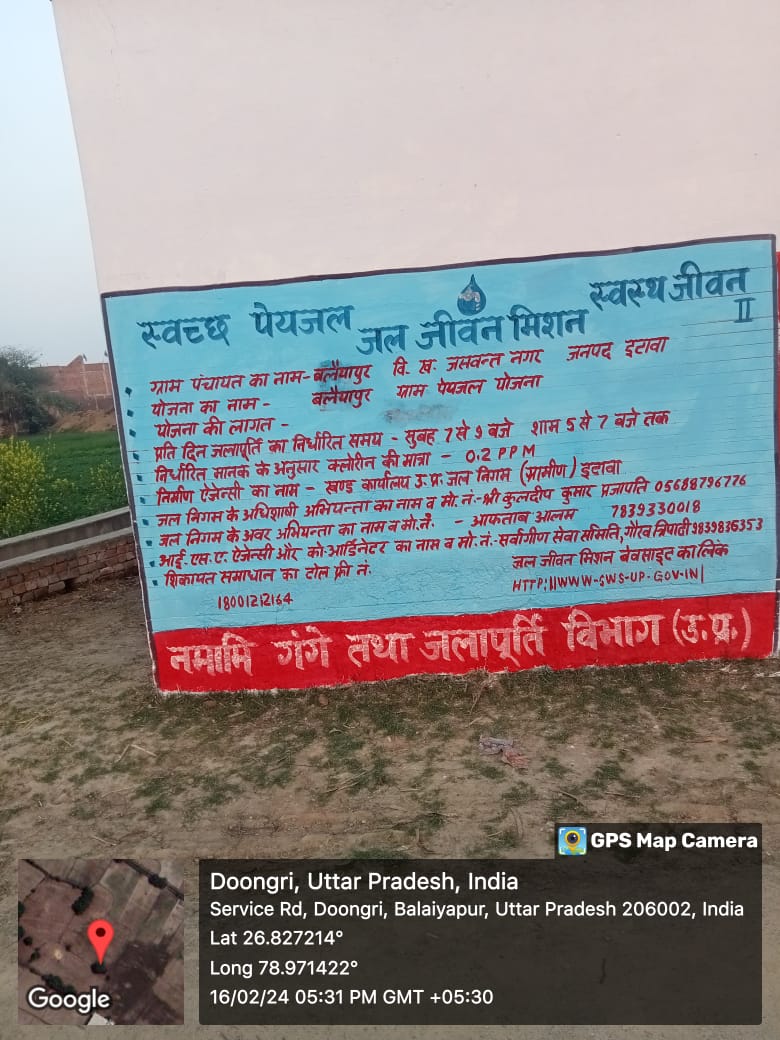 स्वच्छ पेयजल जल जीवन मिशन स्वस्थ जीवन
II
ग्राम पंचायत का नाम- बलैयापुर वि. ख. जसवन्त नगर जनपद इटावा
योजना का नाम - बलैयापुर ग्राम पेयजल योजना
योजना की लागत -
प्रति दिन जलापूर्ति का निर्धारित समय - सुबह 7 से 9 बजे शाम 5 से 7 बजे तक
निर्धारित मानक के अनुसार क्लोरीन की मात्रा - 0.2 PPM
निर्माण ऐजेन्सी का नाम - खण्ड कार्यालय उ.प्र. जल निगम (ग्रामीण) इटावा
जल निगम के अधिशाषी अभियन्ता का नाम व मो.नं.-श्री कुलदीप कुमार प्रजापति 05688796776
जल निगम के अवर अभियन्ता का नाम व मो.नं. - आफताब आलम 7839330018
आई.एस.ए. ऐजेन्सी और को-आर्डिनेटर का नाम व मो.नं.-सर्वांगीण सेवा समिति,गौरव त्रिपाठी 9839836353
शिकायत समाधान का टोल फ्री नं. जल जीवन मिशन बेवसाइट का लिंक
18001212164 HTTP:||WWW-SWS-UP-GOV-IN|
नमामि गंगे तथा जलापूर्ति विभाग (उ.प्र.)
GPS Map Camera
Doongri, Uttar Pradesh, India
Service Rd, Doongri, Balaiyapur, Uttar Pradesh 206002, India
Lat 26.827214°
Long 78.971422°
16/02/24 05:31 PM GMT +05:30
Google